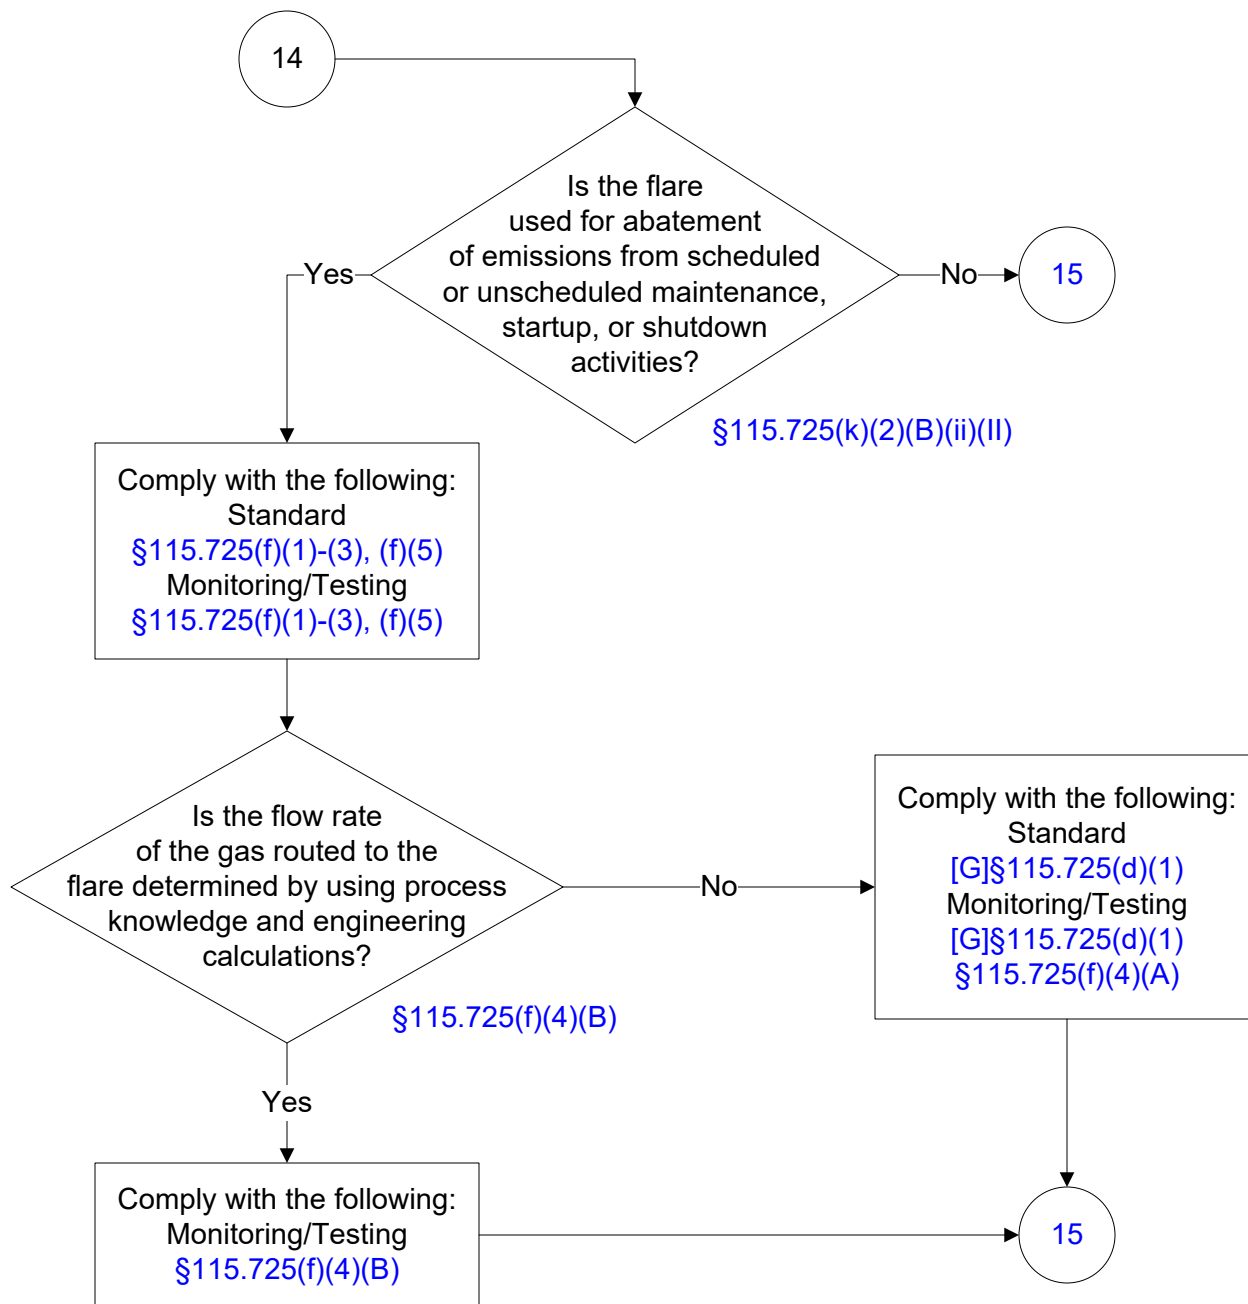 14
Is the flare
used for abatement
of emissions from scheduled
or unscheduled maintenance,
startup, or shutdown
activities?
Yes
No
15
§115.725(k)(2)(B)(ii)(II)
Comply with the following:
Standard
§115.725(f)(1)-(3), (f)(5)
Monitoring/Testing
§115.725(f)(1)-(3), (f)(5)
Is the flow rate
of the gas routed to the
flare determined by using process
knowledge and engineering
calculations?
No
§115.725(f)(4)(B)
Comply with the following:
Standard
[G]§115.725(d)(1)
Monitoring/Testing
[G]§115.725(d)(1)
§115.725(f)(4)(A)
Yes
Comply with the following:
Monitoring/Testing
§115.725(f)(4)(B)
15